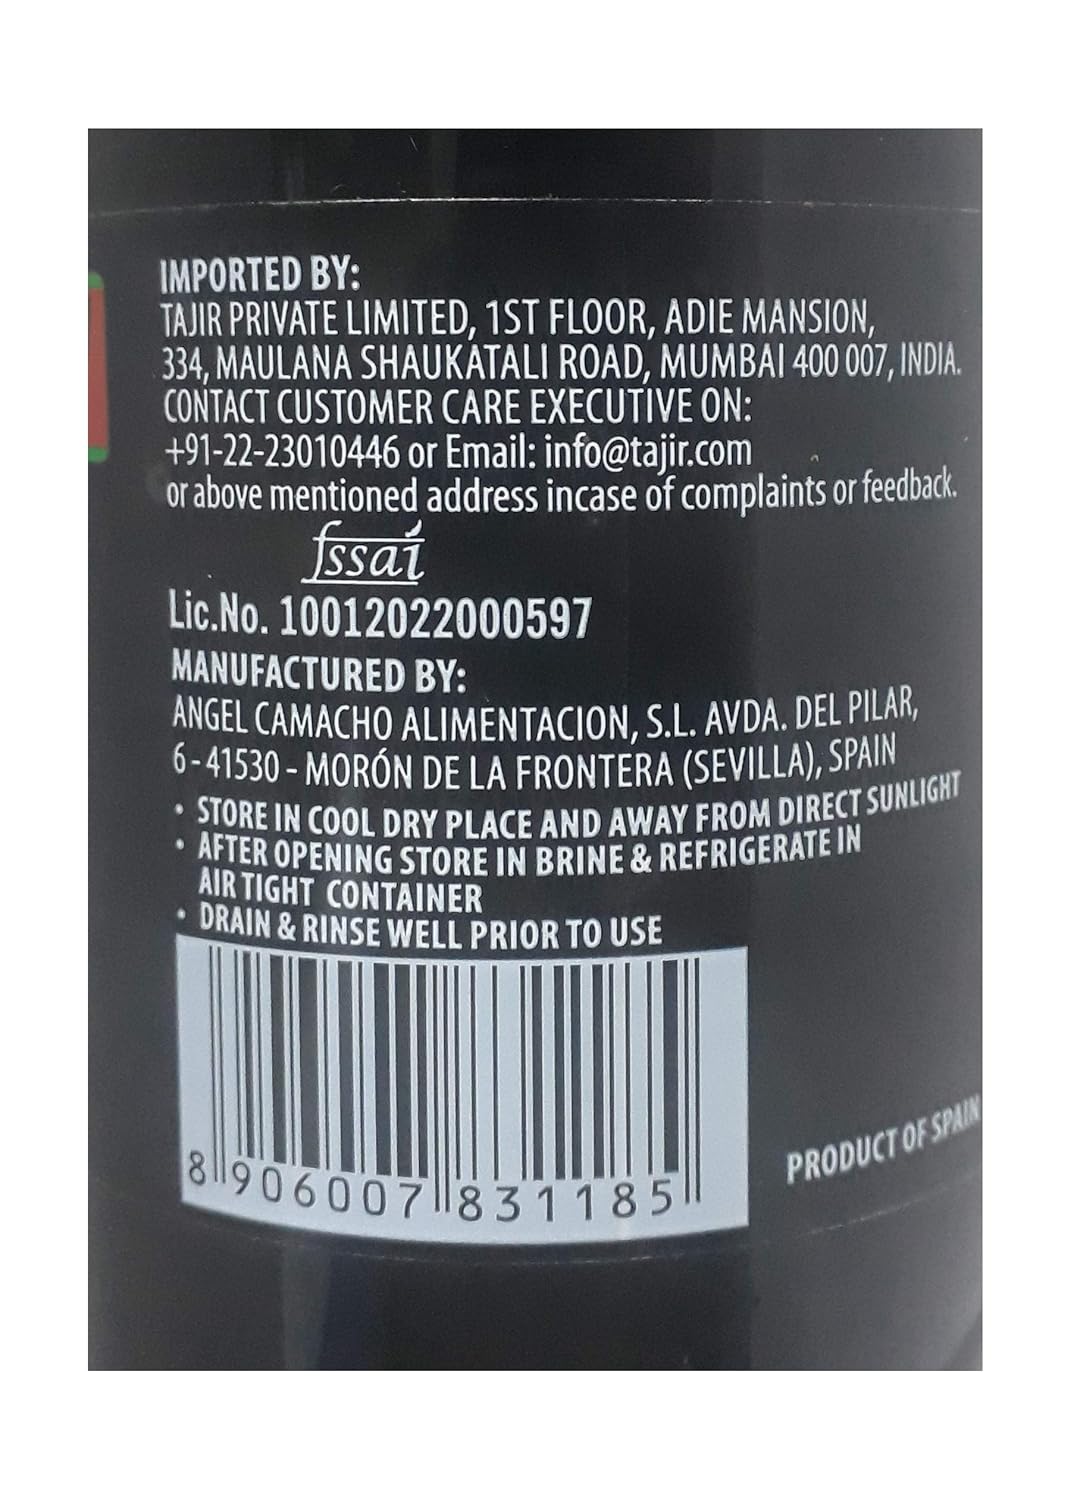 IMPORTED BY:
TAJIR PRIVATE LIMITED, 1ST FLOOR, ADIE MANSION,
334, MAULANA SHAUKATALI ROAD, MUMBAI 400 007, INDIA.
CONTACT CUSTOMER CARE EXECUTIVE ON:
+91-22-23010446 or Email: info@tajir.com
or above mentioned address incase of complaints or feedback.
fssai
Lic.No. 10012022000597
MANUFACTURED BY:
ANGEL CAMACHO ALIMENTACION, S.L. AVDA. DEL PILAR,
6 - 41530 - MORÓN DE LA FRONTERA (SEVILLA), SPAIN
• STORE IN COOL DRY PLACE AND AWAY FROM DIRECT SUNLIGHT
• AFTER OPENING STORE IN BRINE & REFRIGERATE IN
AIR TIGHT CONTAINER
• DRAIN & RINSE WELL PRIOR TO USE
8 906007 831185
PRODUCT OF SPAIN